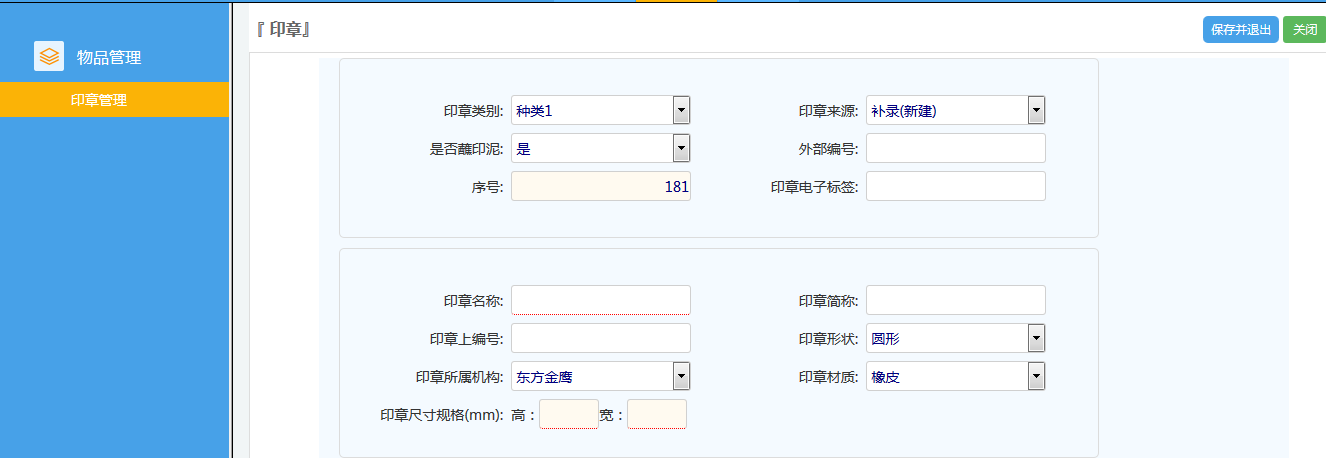 『 印章』
保存并退出 关闭
物品管理
印章管理
印章类别: 种类1 印章来源: 补录(新建)
是否蘸印泥: 是 外部编号:
序号: 181 印章电子标签:
印章名称: 印章简称:
印章上编号: 印章形状: 圆形
印章所属机构: 东方金鹰 印章材质: 橡皮
印章尺寸规格(mm): 高： 宽：